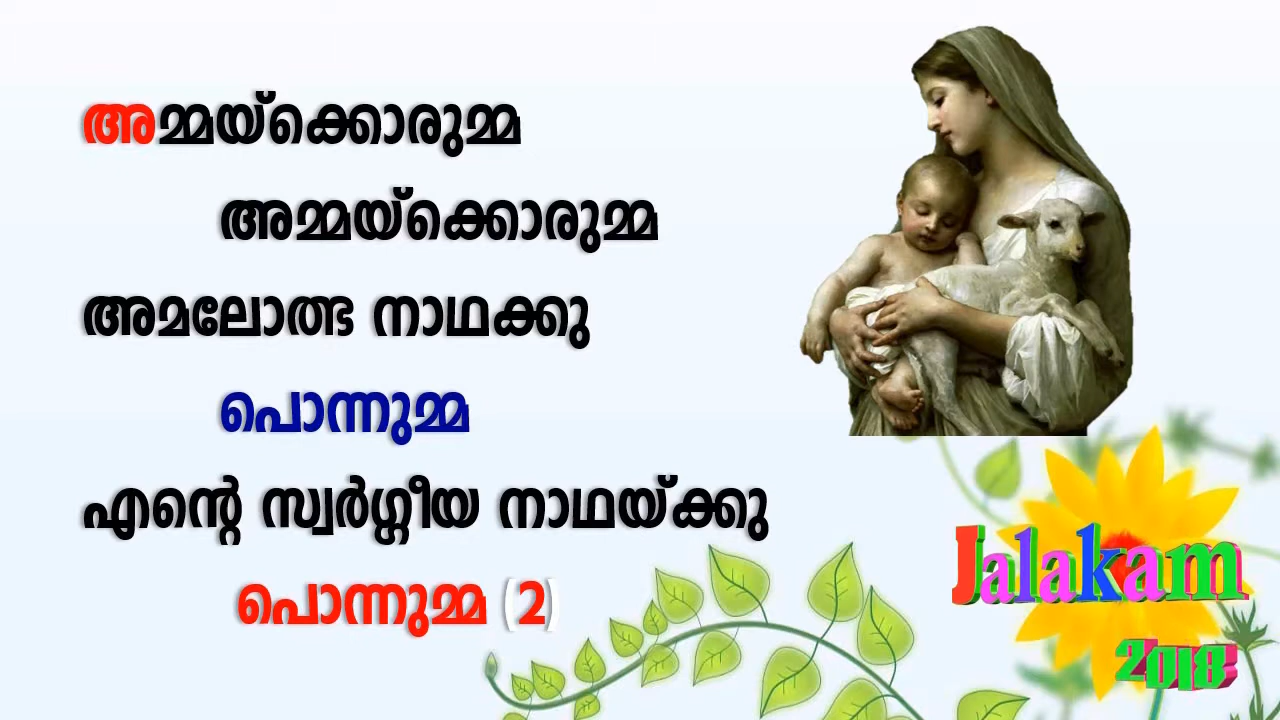 അമ്മയ്ക്കൊരുമ്മ
അമ്മയ്ക്കൊരുമ്മ
അമലോത്ഭ നാഥക്കു
പൊന്നുമ്മ
എന്റെ സ്വർഗ്ഗീയ നാഥയ്ക്കു
പൊന്നുമ്മ (2)
Jalakam
2018